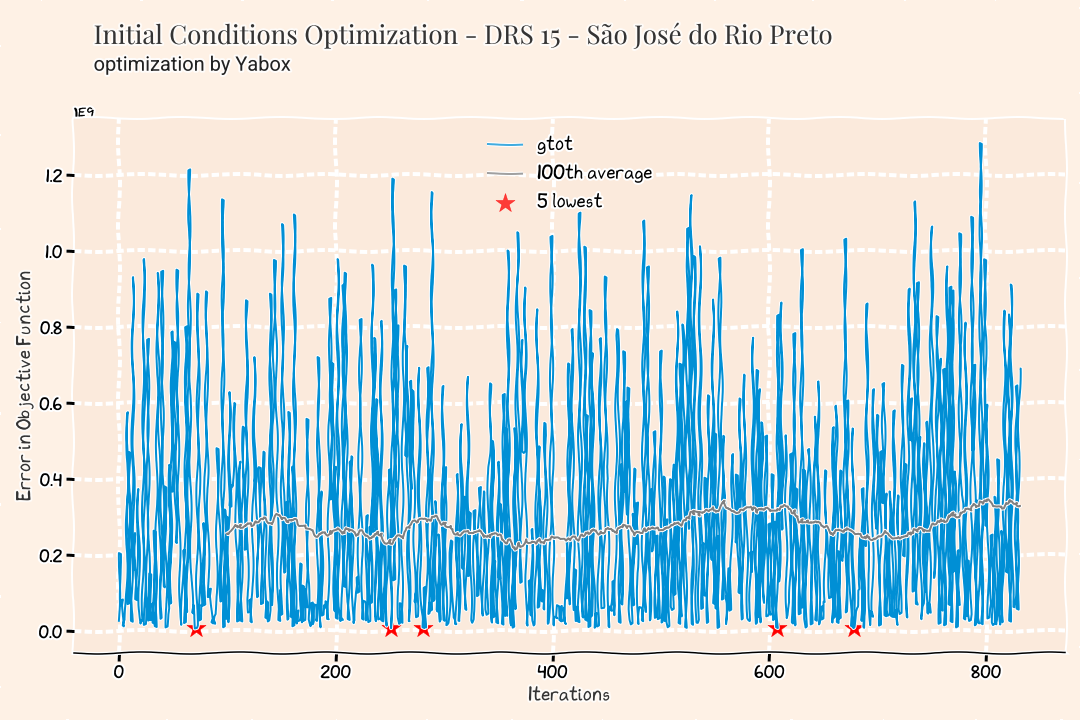 Initial Conditions Optimization - DRS 15 - São José do Rio Preto
optimization by Yabox
1E9
gtot
100th average
5 lowest
1.2
1.0
0.8
0.6
0.4
0.2
0.0
Error in Objective Function
0 200 400 600 800
Iterations